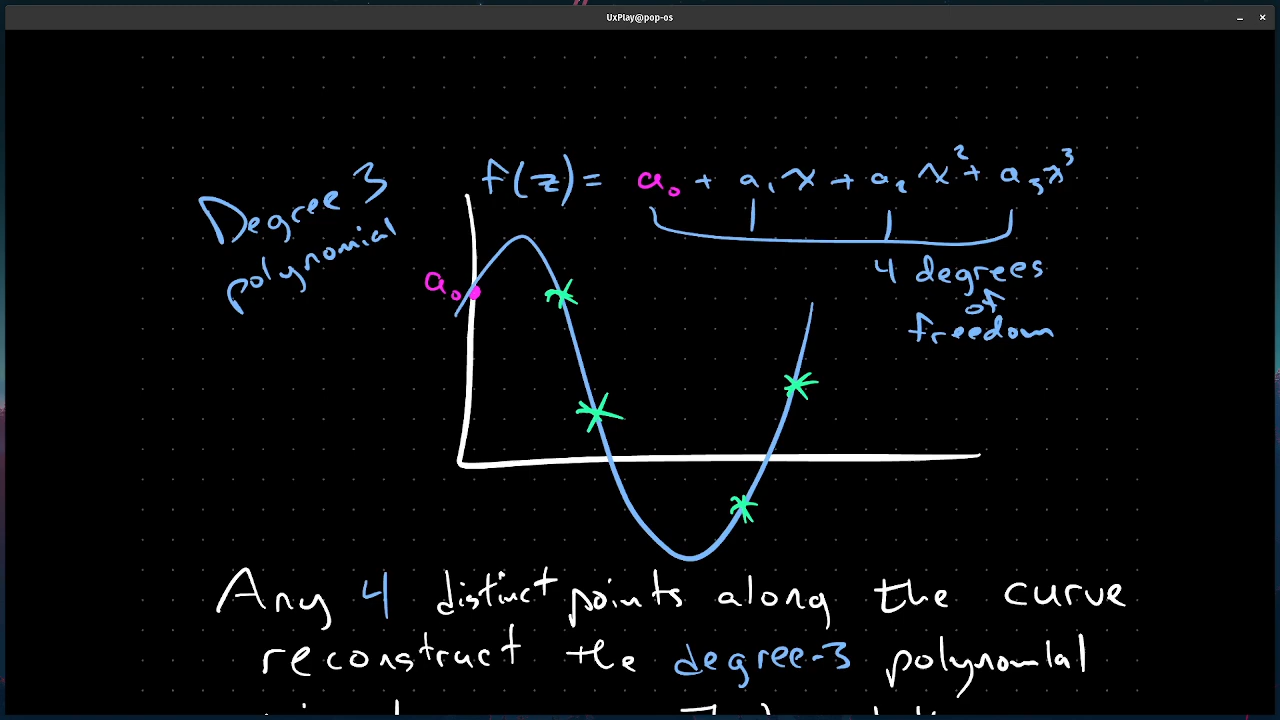 UxPlay@pop-os
Degree 3
polynomial
f(z) = a₀ + a₁x + a₂x² + a₃x³
4 degrees
of
freedom
a₀
Any 4 distinct points along the curve
reconstruct the degree-3 polynomial